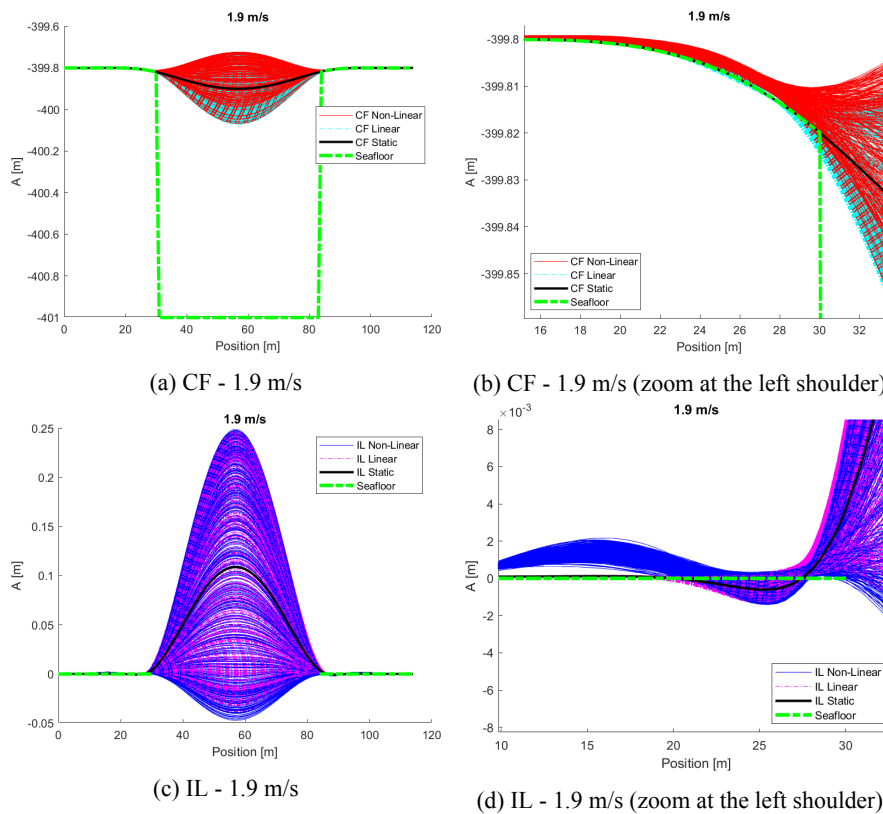 1.9 m/s
-399.6
-399.8
-400
-400.2
-400.4
-400.6
-400.8
-401
A [m]
CF Non-Linear
CF Linear
CF Static
Seafloor
0 20 40 60 80 100 120
Position [m]
(a) CF - 1.9 m/s
1.9 m/s
-399.8
-399.81
-399.82
-399.83
-399.84
-399.85
A [m]
CF Non-Linear
CF Linear
CF Static
Seafloor
16 18 20 22 24 26 28 30 32
Position [m]
(b) CF - 1.9 m/s (zoom at the left shoulder)
1.9 m/s
0.25
0.2
0.15
0.1
0.05
0
-0.05
A [m]
IL Non-Linear
IL Linear
IL Static
Seafloor
0 20 40 60 80 100 120
Position [m]
(c) IL - 1.9 m/s
1.9 m/s
×10⁻³
8
6
4
2
0
-2
-4
-6
-8
A [m]
IL Non-Linear
IL Linear
IL Static
Seafloor
10 15 20 25 30
Position [m]
(d) IL - 1.9 m/s (zoom at the left shoulder)